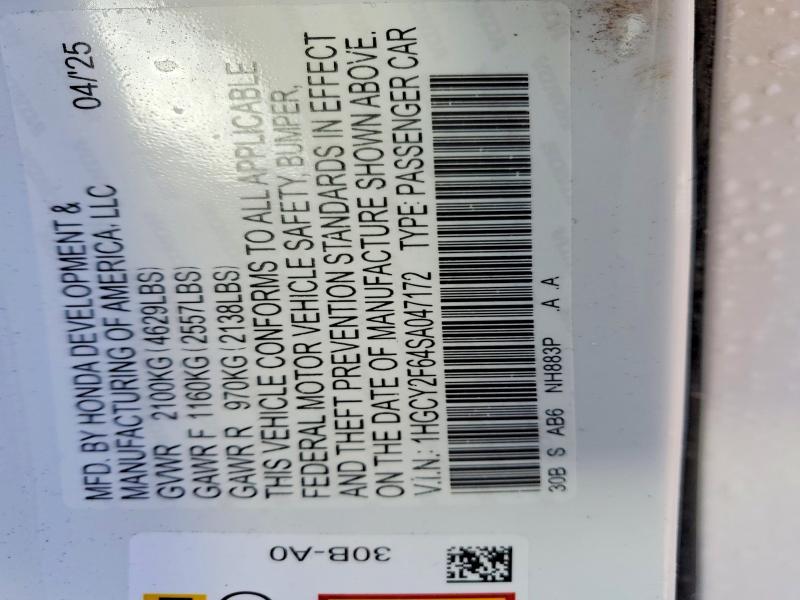 MFD. BY HONDA DEVELOPMENT & 04/'25
MANUFACTURING OF AMERICA, LLC
GVWR 2100KG (4629LBS)
GAWR F 1160KG (2557LBS)
GAWR R 970KG (2138LBS)
THIS VEHICLE CONFORMS TO ALL APPLICABLE
FEDERAL MOTOR VEHICLE SAFETY, BUMPER,
AND THEFT PREVENTION STANDARDS IN EFFECT
ON THE DATE OF MANUFACTURE SHOWN ABOVE.
V.I.N.: 1HGCY2F64SA047172 TYPE: PASSENGER CAR
30B S AB6 NH883P A A
30B-A0